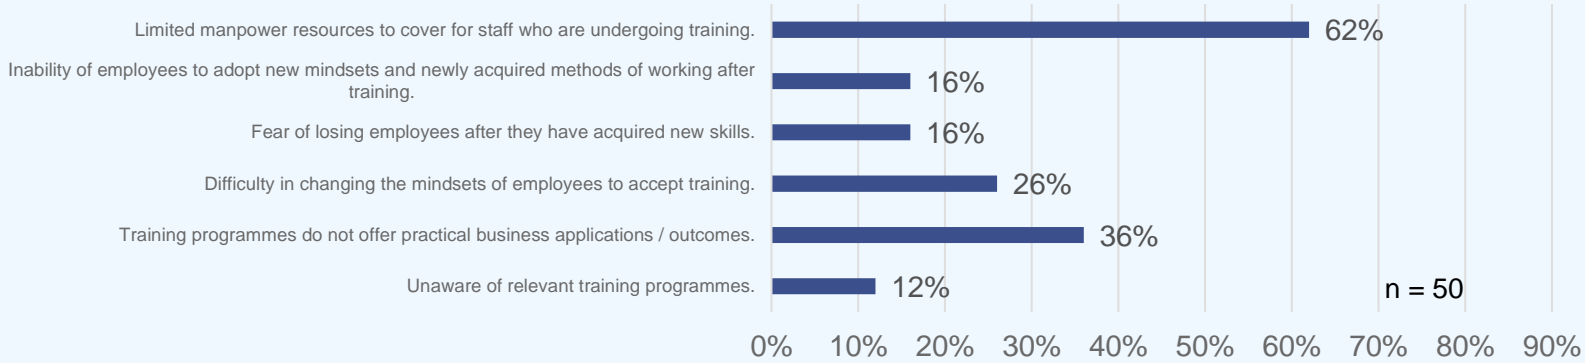 Limited manpower resources to cover for staff who are undergoing training.
62%
Inability of employees to adopt new mindsets and newly acquired methods of working after
training.
16%
Fear of losing employees after they have acquired new skills.
16%
Difficulty in changing the mindsets of employees to accept training.
26%
Training programmes do not offer practical business applications / outcomes.
36%
Unaware of relevant training programmes.
12%
n = 50
0% 10% 20% 30% 40% 50% 60% 70% 80% 90%